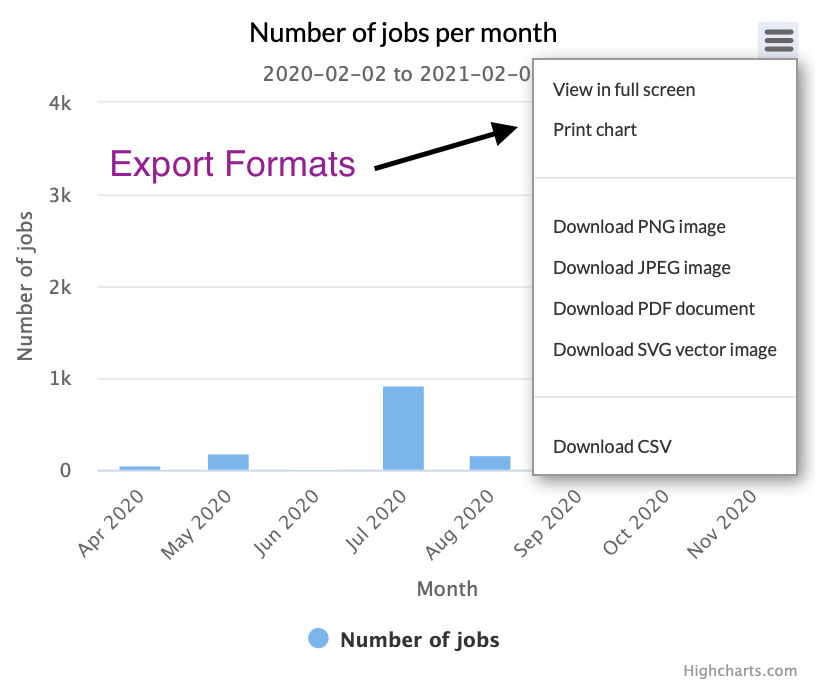 Number of jobs per month
2020-02-02 to 2021-02-0
View in full screen
Print chart
Download PNG image
Download JPEG image
Download PDF document
Download SVG vector image
Download CSV
Export Formats
Number of jobs
4k
3k
2k
1k
0
Apr 2020
May 2020
Jun 2020
Jul 2020
Aug 2020
Sep 2020
Oct 2020
Nov 2020
Month
Number of jobs
Highcharts.com